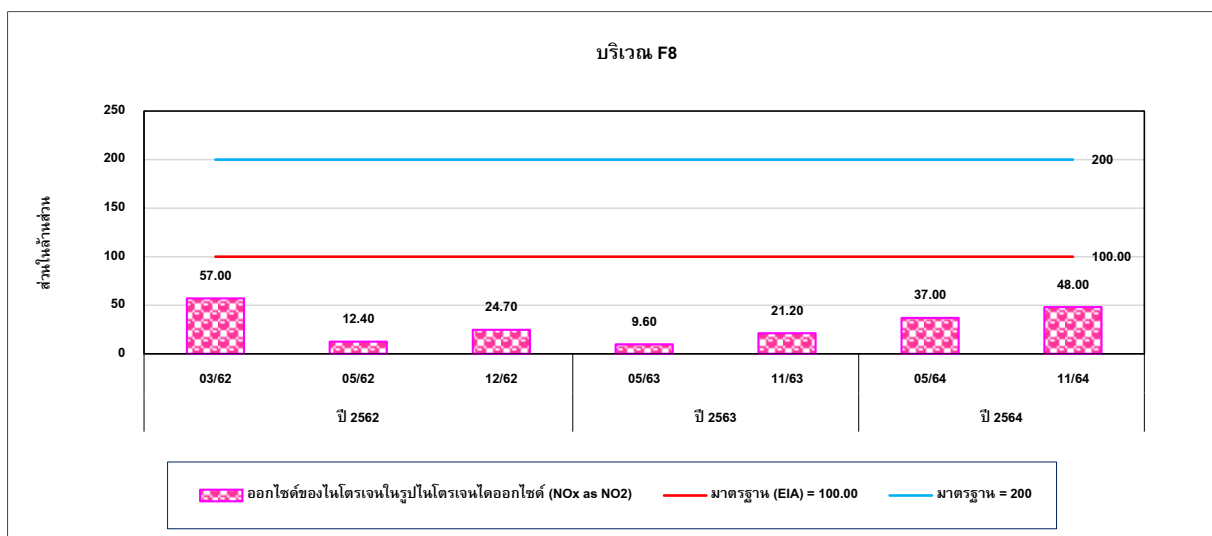 บริเวณ F8
ส่วนในล้านส่วน
250
200
150
100
50
0
200
100.00
57.00
12.40
24.70
9.60
21.20
37.00
48.00
03/62
05/62
12/62
05/63
11/63
05/64
11/64
ปี 2562
ปี 2563
ปี 2564
ออกไซด์ของไนโตรเจนในรูปไนโตรเจนไดออกไซด์ (NOx as NO2)
มาตรฐาน (EIA) = 100.00
มาตรฐาน = 200